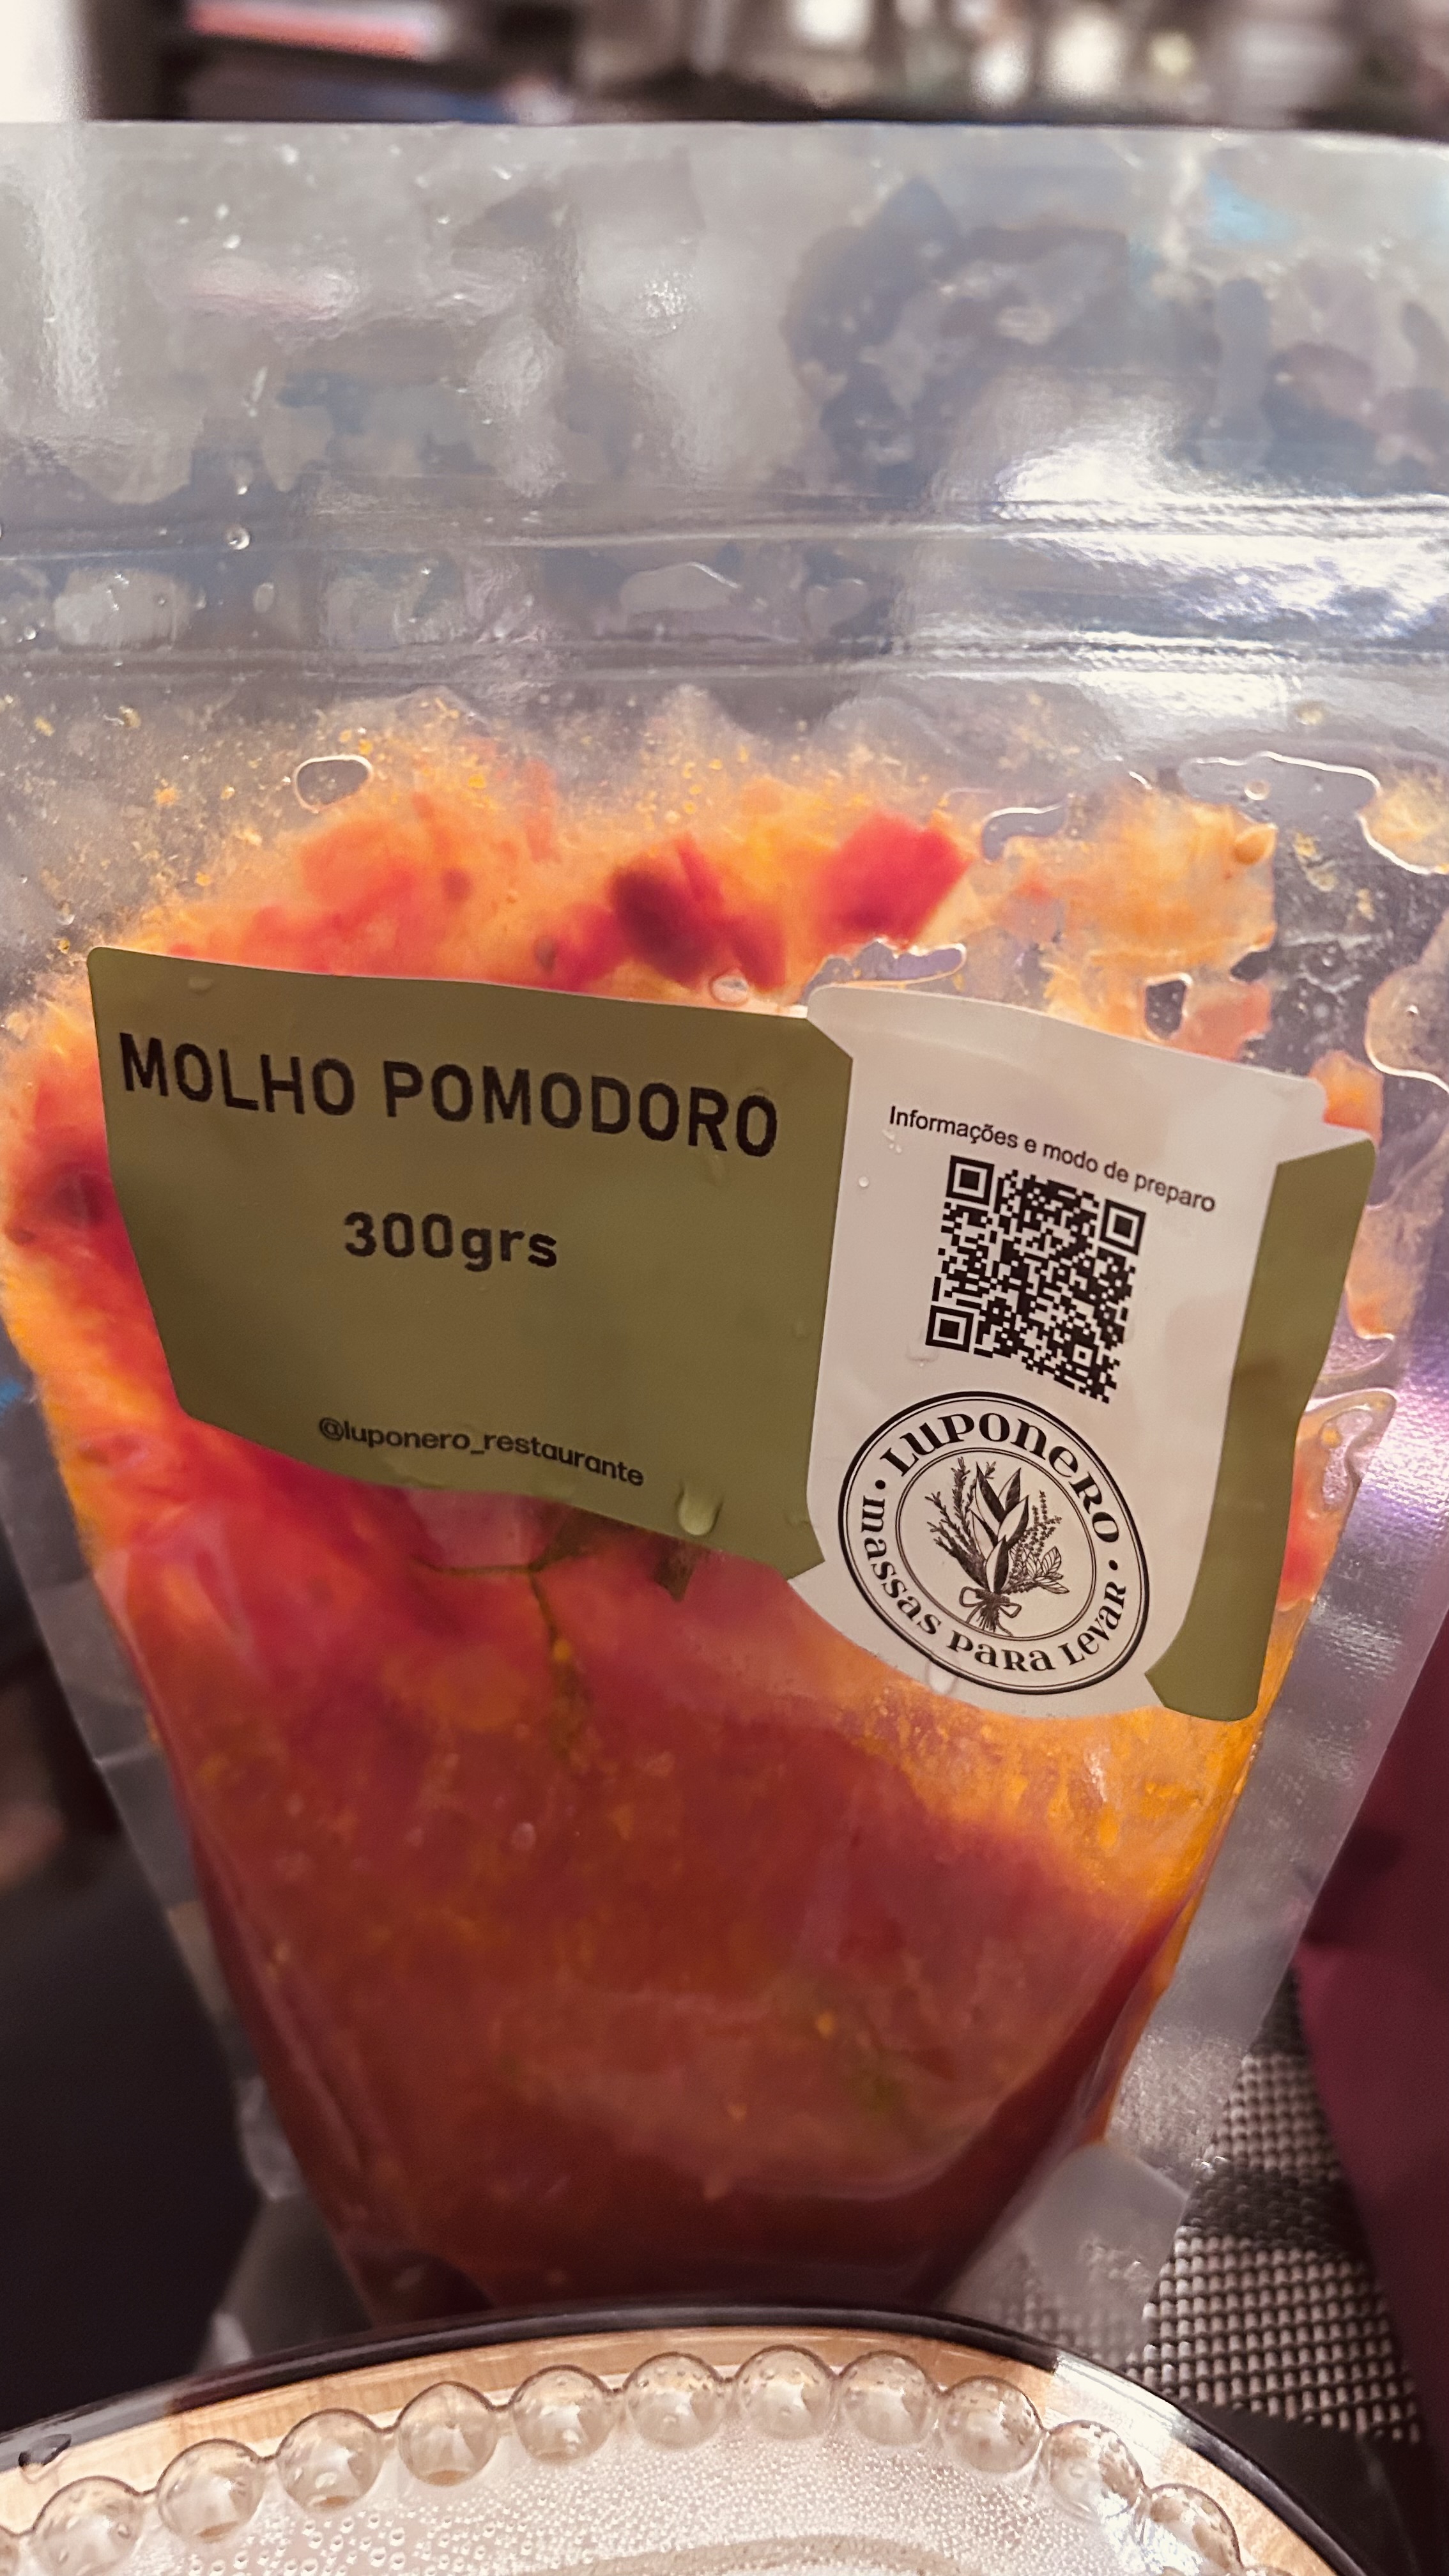 MOLHO POMODORO
300grs
@luponero_restaurante
Informações e modo de preparo
LUPONERO
massas PARA Levar